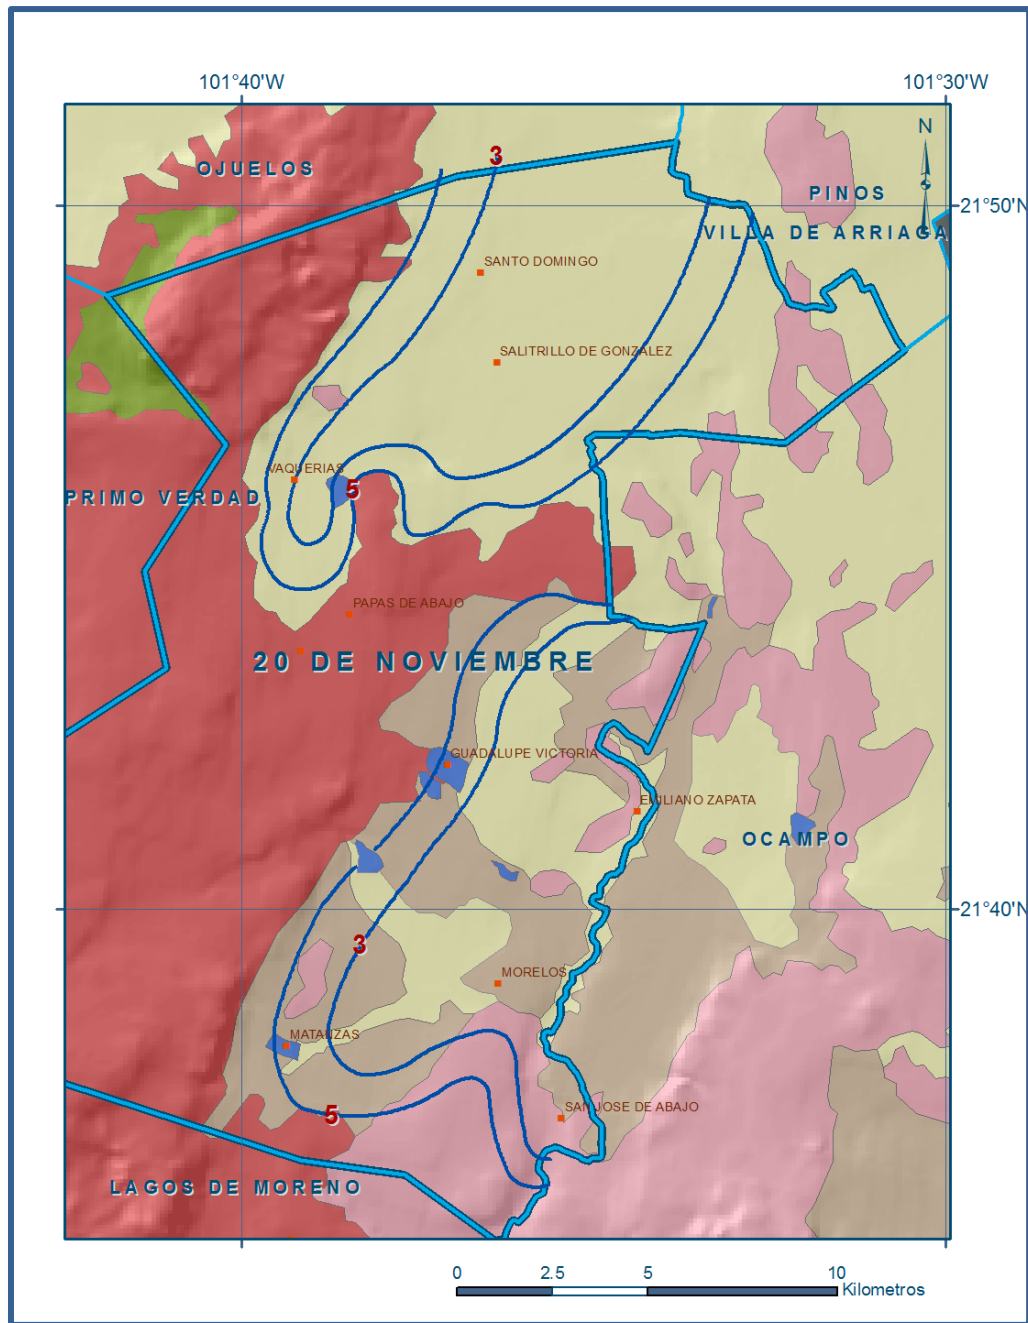 101°40'W
101°30'W
3
N
OJUELOS
PINOS
21°50'N
VILLA DE ARRIAGA
SANTO DOMINGO
SALITRILLO DE GONZALEZ
VAQUERIAS
5
PRIMO VERDAD
PAPAS DE ABAJO
20 DE NOVIEMBRE
GUADALUPE VICTORIA
EMILIANO ZAPATA
OCAMPO
21°40'N
3
MORELOS
MATANZAS
5
SAN JOSE DE ABAJO
LAGOS DE MORENO
0 2.5 5 10
Kilometros